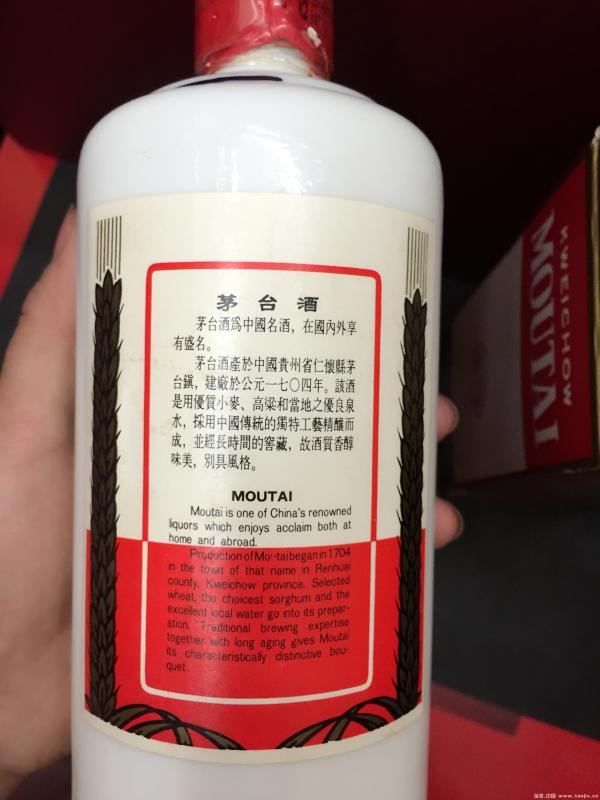 茅台酒
茅台酒爲中國名酒，在國內外享
有盛名。
茅台酒產於中國貴州省仁懷縣茅
台鎭，建廠於公元一七〇四年。該酒
是用優質小麥、高粱和當地之優良泉
水，採用中國傳統的獨特工藝精釀而
成，並經長時間的窖藏，故酒質香醇
味美，別具風格。
MOUTAI
Moutai is one of China's renowned
liquors which enjoys acclaim both at
home and abroad.
Production of Moutai began in 1704
in the town of that name in Renhuai
county, Kweichow province. Selected
wheat, the choicest sorghum and the
excellent local water go into its prepar-
ation. Traditional brewing expertise
together with long aging gives Moutai
its characteristically distinctive bou-
quet.
KWEICHOW
MOUTAI